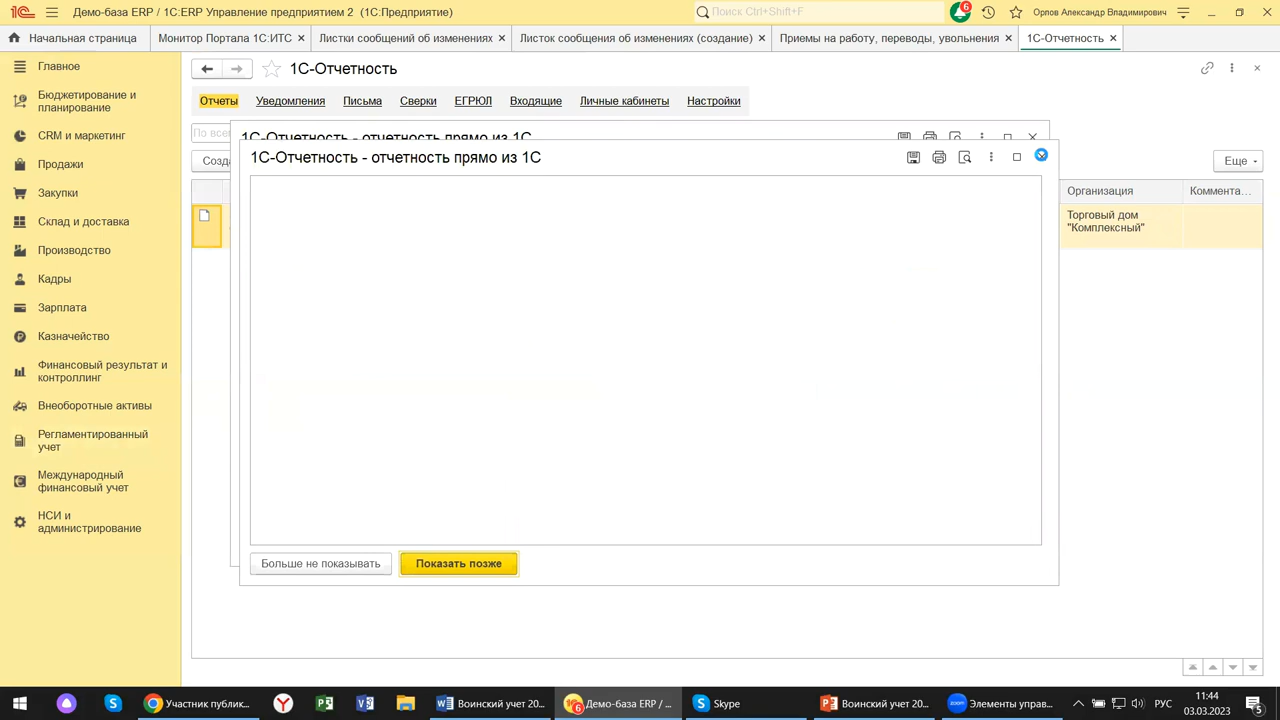 Демо-база ERP / 1С:ERP Управление предприятием 2 (1С:Предприятие)
Поиск Ctrl+Shift+F
6
Орлов Александр Владимирович
Начальная страница
Монитор Портала 1С:ИТС
Листки сообщений об изменениях
Листок сообщения об изменениях (создание)
Приемы на работу, переводы, увольнения
1С-Отчетность
Главное
Бюджетирование и
планирование
CRM и маркетинг
Продажи
Закупки
Склад и доставка
Производство
Кадры
Зарплата
Казначейство
Финансовый результат и
контроллинг
Внеоборотные активы
Регламентированный
учет
Международный
финансовый учет
НСИ и
администрирование
1С-Отчетность
Отчеты
Уведомления
Письма
Сверки
ЕГРЮЛ
Входящие
Личные кабинеты
Настройки
По всем
Созда
1С-Отчетность - отчетность прямо из 1С
1С-Отчетность - отчетность прямо из 1С
Еще
Организация
Коммента...
Торговый дом
"Комплексный"
Больше не показывать
Показать позже
Участник публик...
Воинский учет 20...
6
Демо-база ERP / ...
Skype
Воинский учет 20...
Элементы управ...
РУС
11:44
03.03.2023
5